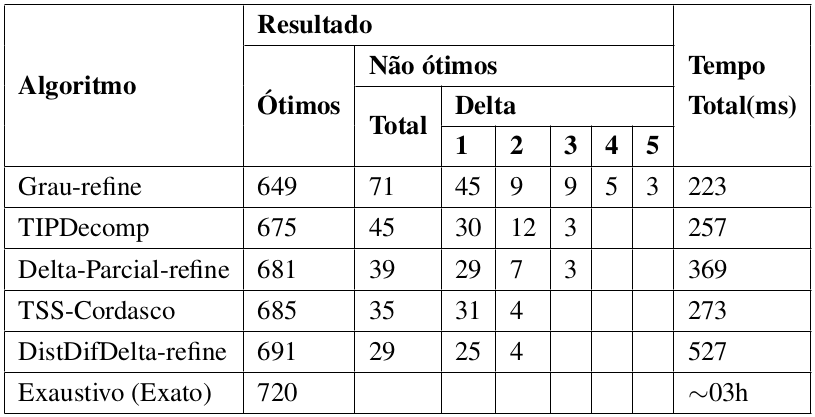 Algoritmo Resultado Tempo Total(ms)
Ótimos Não ótimos
Total Delta
1 2 3 4 5
Grau-refine 649 71 45 9 9 5 3 223
TIPDecomp 675 45 30 12 3 257
Delta-Parcial-refine 681 39 29 7 3 369
TSS-Cordasco 685 35 31 4 273
DistDifDelta-refine 691 29 25 4 527
Exaustivo (Exato) 720 ∼03h